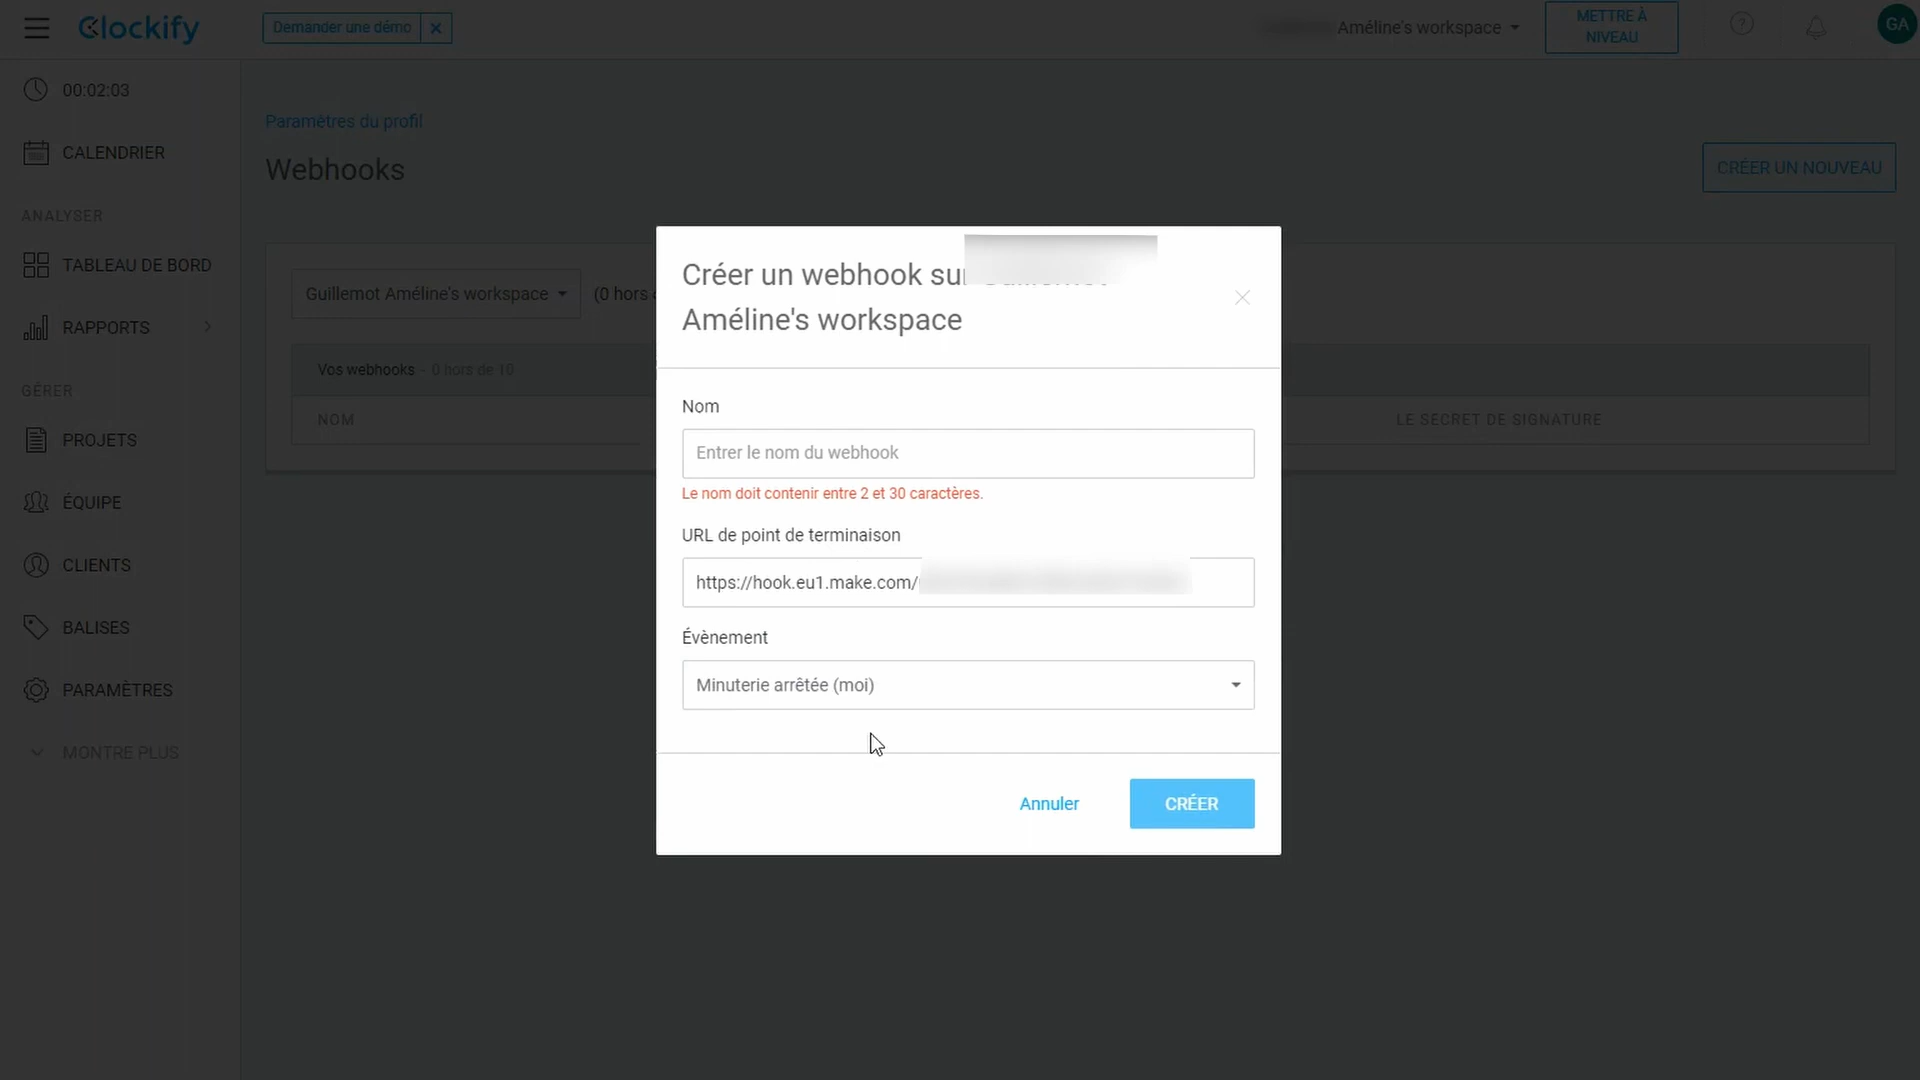 Clockify
Demander une démo
Améline's workspace
METTRE À
NIVEAU
GA
00:02:03
CALENDRIER
ANALYSER
TABLEAU DE BORD
RAPPORTS
GÉRER
PROJETS
ÉQUIPE
CLIENTS
BALISES
PARAMÈTRES
MONTRE PLUS
Paramètres du profil
Webhooks
CRÉER UN NOUVEAU
Guillemot Améline's workspace
(0 hors
Vos webhooks - 0 hors de 10
NOM
LE SECRET DE SIGNATURE
Créer un webhook sur
Améline's workspace
Nom
Entrer le nom du webhook
Le nom doit contenir entre 2 et 30 caractères.
URL de point de terminaison
https://hook.eu1.make.com/
Évènement
Minuterie arrêtée (moi)
Annuler
CRÉER